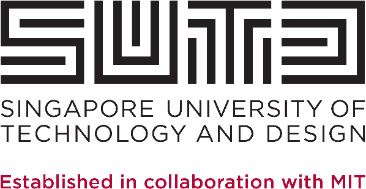 SUTD
SINGAPORE UNIVERSITY OF
TECHNOLOGY AND DESIGN
Established in collaboration with MIT